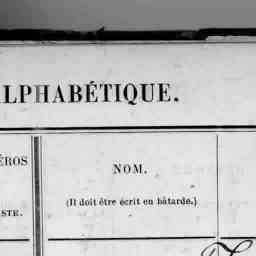 LPHABÉTIQUE.
ÉROS
NOM.
(Il doit être écrit en bâtarde.)
STE.